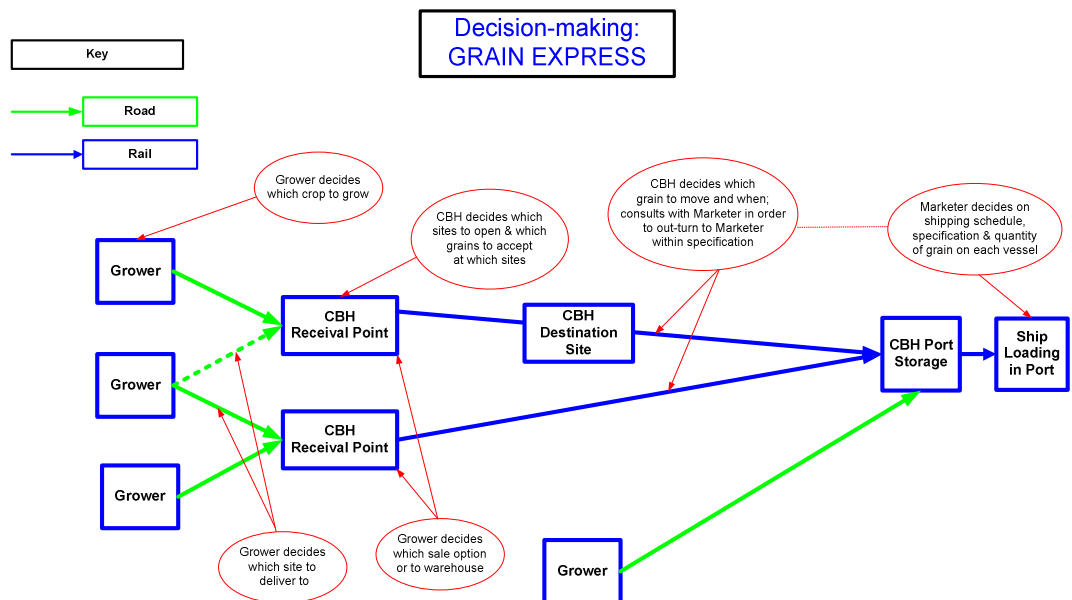 Decision-making:
GRAIN EXPRESS
Key
Road
Rail
Grower decides
which crop to grow
CBH decides which
sites to open & which
grains to accept
at which sites
CBH decides which
grain to move and when;
consults with Marketer in order
to out-turn to Marketer
within specification
Marketer decides on
shipping schedule,
specification & quantity
of grain on each vessel
Grower
CBH
Receival Point
CBH
Destination
Site
CBH Port
Storage
Ship
Loading
in Port
Grower
CBH
Receival Point
Grower
Grower decides
which site to
deliver to
Grower decides
which sale option
or to warehouse
Grower